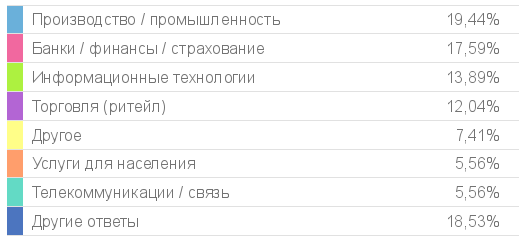 Производство / промышленность 19,44%
Банки / финансы / страхование 17,59%
Информационные технологии 13,89%
Торговля (ритейл) 12,04%
Другое 7,41%
Услуги для населения 5,56%
Телекоммуникации / связь 5,56%
Другие ответы 18,53%